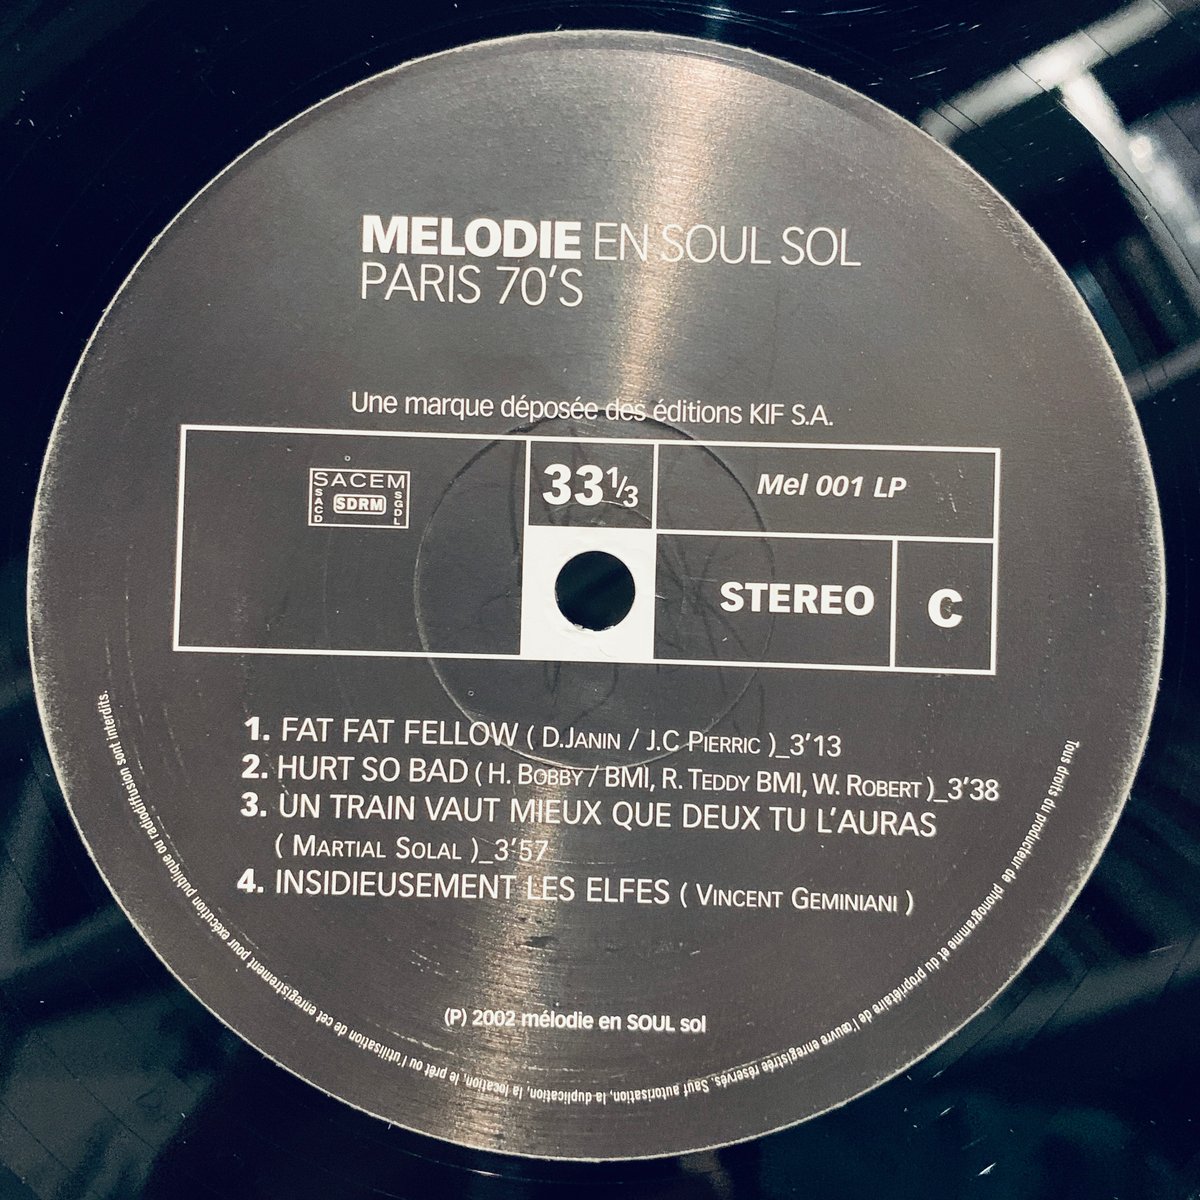 MELODIE EN SOUL SOL
PARIS 70'S
Une marque déposée des éditions KIF S.A.
SACEM
SACD
SDRM
SGDL
33 1/3
Mel 001 LP
STEREO
C
1. FAT FAT FELLOW ( D.JANIN / J.C PIERRIC )_3'13
2. HURT SO BAD ( H. BOBBY / BMI, R. TEDDY BMI, W. ROBERT )_3'38
3. UN TRAIN VAUT MIEUX QUE DEUX TU L'AURAS
( MARTIAL SOLAL )_3'57
4. INSIDIEUSEMENT LES ELFES ( VINCENT GEMINIANI )
(P) 2002 mélodie en SOUL sol
Tous droits du producteur de phonogramme et du propriétaire de l'œuvre enregistrée réservés. Sauf autorisation, la duplication, la location, le prêt ou l'utilisation de cet enregistrement pour exécution publique ou radiodiffusion sont interdits.